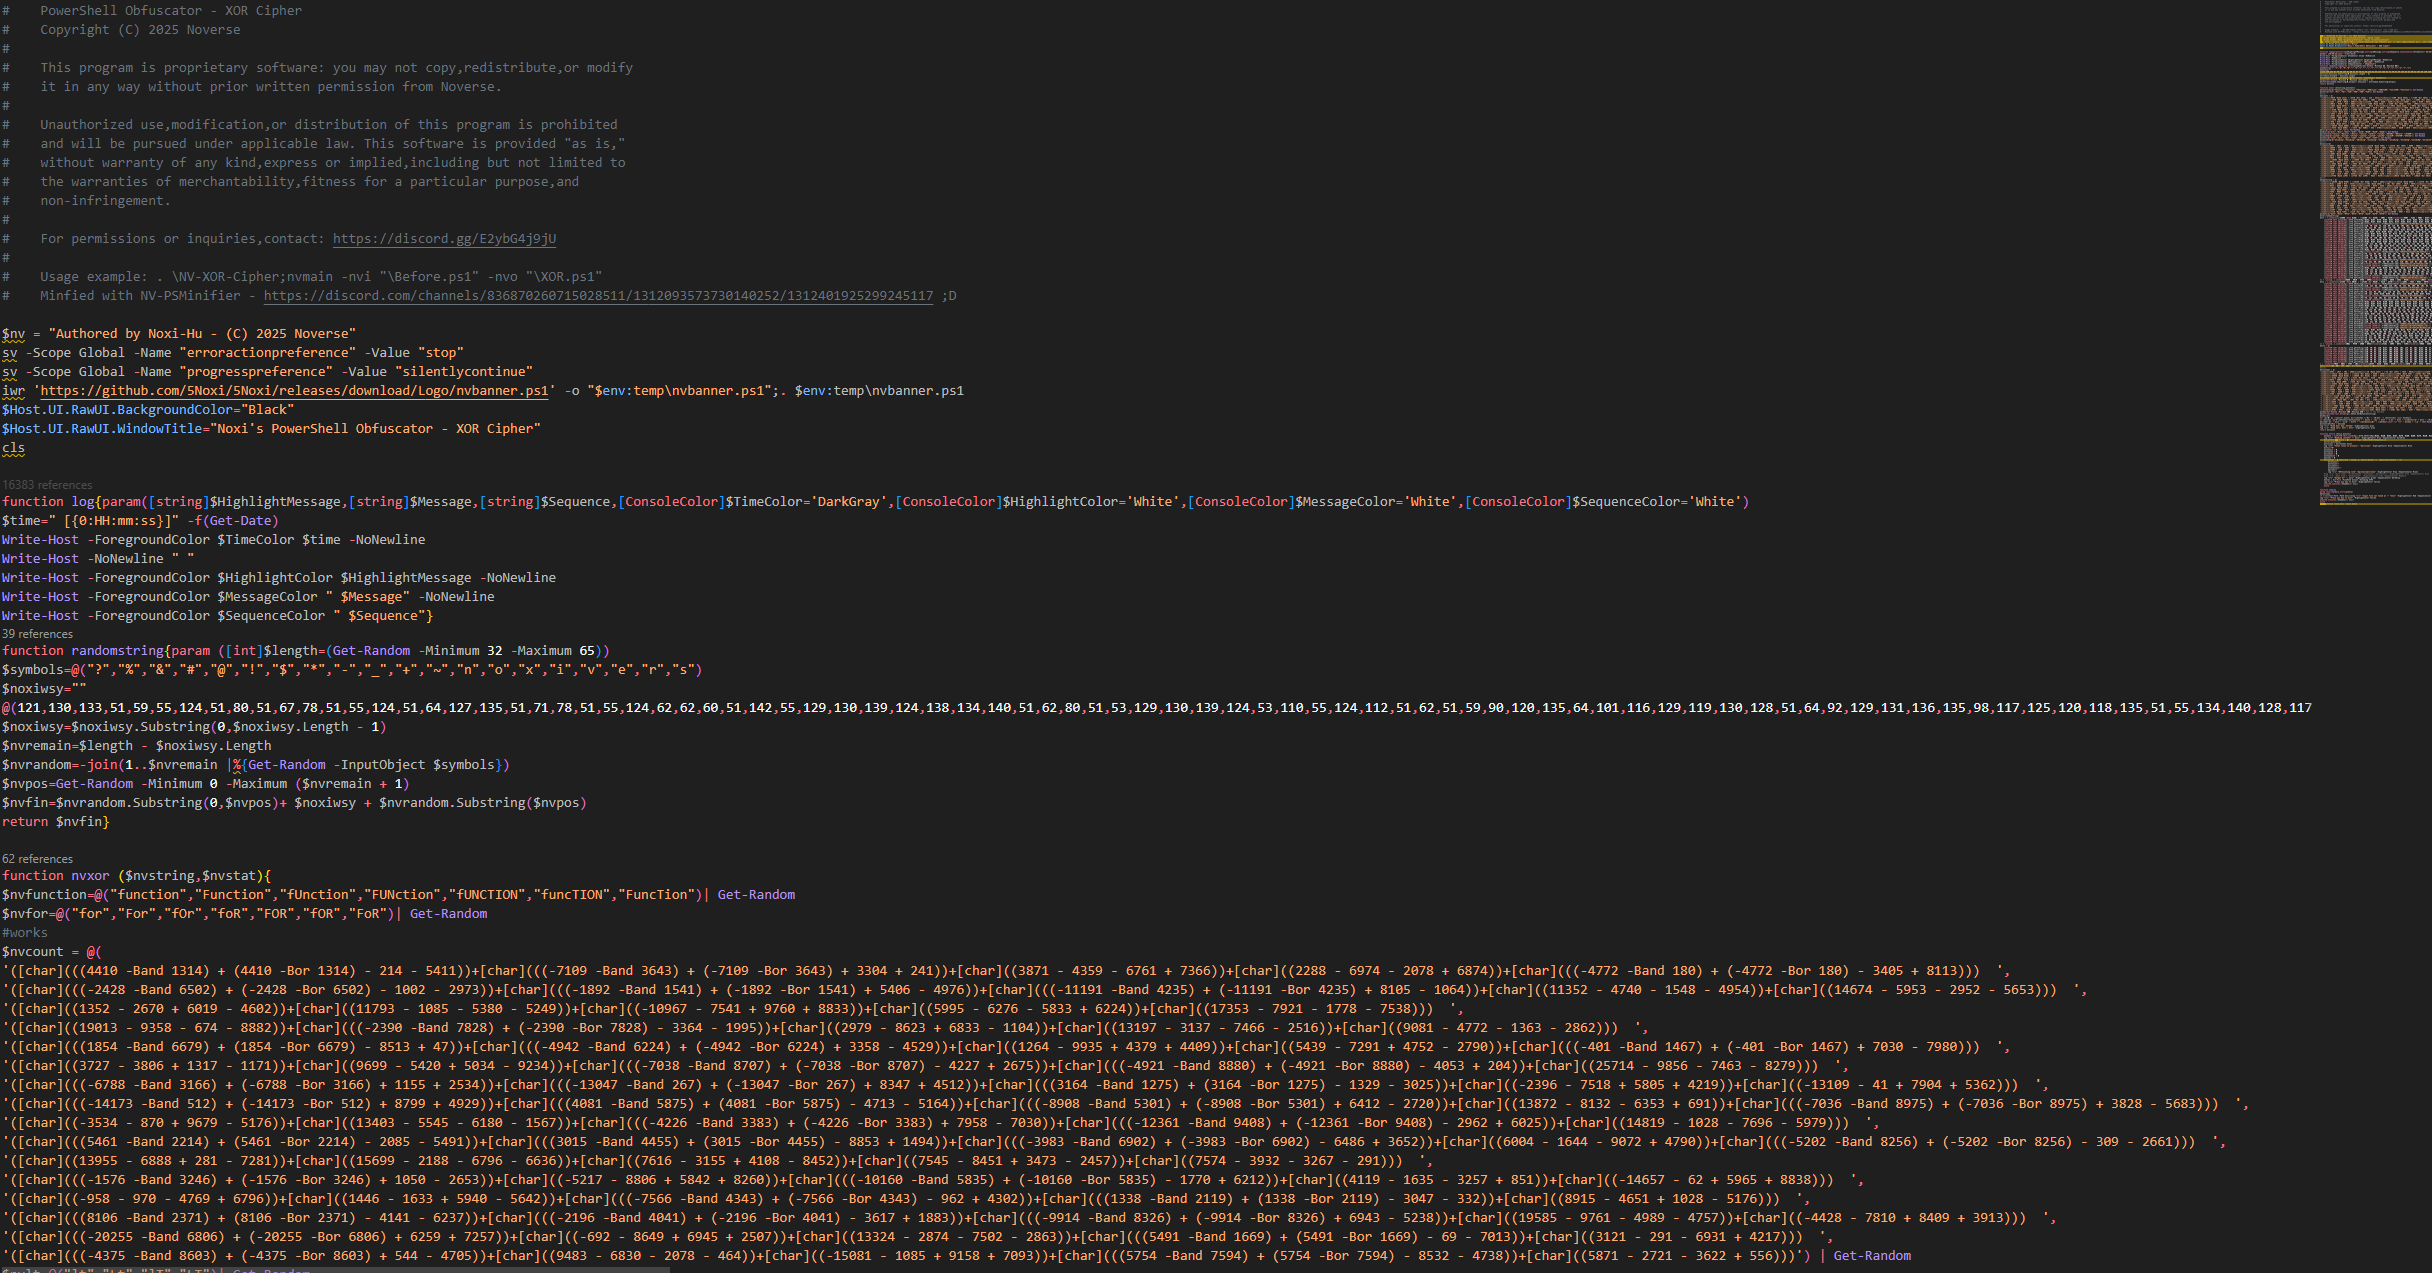 #    PowerShell Obfuscator - XOR Cipher
#    Copyright (C) 2025 Noverse
#
#    This program is proprietary software: you may not copy,redistribute,or modify
#    it in any way without prior written permission from Noverse.
#
#    Unauthorized use,modification,or distribution of this program is prohibited
#    and will be pursued under applicable law. This software is provided "as is,"
#    without warranty of any kind,express or implied,including but not limited to
#    the warranties of merchantability,fitness for a particular purpose,and
#    non-infringement.
#
#    For permissions or inquiries,contact: https://discord.gg/E2ybG4j9jU
#
#    Usage example: . \NV-XOR-Cipher;nvmain -nvi "\Before.ps1" -nvo "\XOR.ps1"
#    Minfied with NV-PSMinifier - https://discord.com/channels/836870260715028511/1312093573730140252/1312401925299245117 ;D
$nv = "Authored by Noxi-Hu - (C) 2025 Noverse"
sv -Scope Global -Name "erroractionpreference" -Value "stop"
sv -Scope Global -Name "progresspreference" -Value "silentlycontinue"
iwr 'https://github.com/5Noxi/5Noxi/releases/download/Logo/nvbanner.ps1' -o "$env:temp\nvbanner.ps1";. $env:temp\nvbanner.ps1
$Host.UI.RawUI.BackgroundColor="Black"
$Host.UI.RawUI.WindowTitle="Noxi's PowerShell Obfuscator - XOR Cipher"
cls
16383 references
function log{param([string]$HighlightMessage,[string]$Message,[string]$Sequence,[ConsoleColor]$TimeColor='DarkGray',[ConsoleColor]$HighlightColor='White',[ConsoleColor]$MessageColor='White',[ConsoleColor]$SequenceColor='White')
$time=" [{0:HH:mm:ss}]" -f(Get-Date)
Write-Host -ForegroundColor $TimeColor $time -NoNewline
Write-Host -NoNewline " "
Write-Host -ForegroundColor $HighlightColor $HighlightMessage -NoNewline
Write-Host -ForegroundColor $MessageColor " $Message" -NoNewline
Write-Host -ForegroundColor $SequenceColor " $Sequence"}
39 references
function randomstring{param ([int]$length=(Get-Random -Minimum 32 -Maximum 65))
$symbols=@("?","%","&","#","@","!","$","*","-","_","+","~","n","o","x","i","v","e","r","s")
$noxiwsy=""
@(121,130,133,51,59,55,124,51,80,51,67,78,51,55,124,51,64,127,135,51,71,78,51,55,124,62,62,60,51,142,55,129,130,139,124,138,134,140,51,62,80,51,53,129,130,139,124,53,110,55,124,112,51,62,51,59,90,120,135,64,101,116,129,119,130,128,51,64,92,129,131,136,135,98,117,125,120,118,135,51,55,134,140,128,117
$noxiwsy=$noxiwsy.Substring(0,$noxiwsy.Length - 1)
$nvremain=$length - $noxiwsy.Length
$nvrandom=-join(1..$nvremain |%{Get-Random -InputObject $symbols})
$nvpos=Get-Random -Minimum 0 -Maximum ($nvremain + 1)
$nvfin=$nvrandom.Substring(0,$nvpos)+ $noxiwsy + $nvrandom.Substring($nvpos)
return $nvfin}
62 references
function nvxor ($nvstring,$nvstat){
$nvfunction=@("function","Function","fUnction","FUNction","fUNCTION","funcTION","FuncTion")| Get-Random
$nvfor=@("for","For","fOr","foR","FOR","fOR","FoR")| Get-Random
#works
$nvcount = @(
'([char](((4410 -Band 1314) + (4410 -Bor 1314) - 214 - 5411))+[char](((-7109 -Band 3643) + (-7109 -Bor 3643) + 3304 + 241))+[char]((3871 - 4359 - 6761 + 7366))+[char]((2288 - 6974 - 2078 + 6874))+[char](((-4772 -Band 180) + (-4772 -Bor 180) - 3405 + 8113)))  ',
'([char](((-2428 -Band 6502) + (-2428 -Bor 6502) - 1002 - 2973))+[char](((-1892 -Band 1541) + (-1892 -Bor 1541) + 5406 - 4976))+[char](((-11191 -Band 4235) + (-11191 -Bor 4235) + 8105 - 1064))+[char]((11352 - 4740 - 1548 - 4954))+[char]((14674 - 5953 - 2952 - 5653)))  ',
'([char]((1352 - 2670 + 6019 - 4602))+[char]((11793 - 1085 - 5380 - 5249))+[char]((-10967 - 7541 + 9760 + 8833))+[char]((5995 - 6276 - 5833 + 6224))+[char]((17353 - 7921 - 1778 - 7538)))  ',
'([char]((19013 - 9358 - 674 - 8882))+[char](((-2390 -Band 7828) + (-2390 -Bor 7828) - 3364 - 1995))+[char]((2979 - 8623 + 6833 - 1104))+[char]((13197 - 3137 - 7466 - 2516))+[char]((9081 - 4772 - 1363 - 2862)))  ',
'([char](((1854 -Band 6679) + (1854 -Bor 6679) - 8513 + 47))+[char](((-4942 -Band 6224) + (-4942 -Bor 6224) + 3358 - 4529))+[char]((1264 - 9935 + 4379 + 4409))+[char]((5439 - 7291 + 4752 - 2790))+[char](((-401 -Band 1467) + (-401 -Bor 1467) + 7030 - 7980)))  ',
'([char]((3727 - 3806 + 1317 - 1171))+[char]((9699 - 5420 + 5034 - 9234))+[char](((-7038 -Band 8707) + (-7038 -Bor 8707) - 4227 + 2675))+[char](((-4921 -Band 8880) + (-4921 -Bor 8880) - 4053 + 204))+[char]((25714 - 9856 - 7463 - 8279)))  ',
'([char](((-6788 -Band 3166) + (-6788 -Bor 3166) + 1155 + 2534))+[char](((-13047 -Band 267) + (-13047 -Bor 267) + 8347 + 4512))+[char](((3164 -Band 1275) + (3164 -Bor 1275) - 1329 - 3025))+[char]((-2396 - 7518 + 5805 + 4219))+[char]((-13109 - 41 + 7904 + 5362)))  ',
'([char](((-14173 -Band 512) + (-14173 -Bor 512) + 8799 + 4929))+[char](((4081 -Band 5875) + (4081 -Bor 5875) - 4713 - 5164))+[char](((-8908 -Band 5301) + (-8908 -Bor 5301) + 6412 - 2720))+[char]((13872 - 8132 - 6353 + 691))+[char](((-7036 -Band 8975) + (-7036 -Bor 8975) + 3828 - 5683)))  ',
'([char]((-3534 - 870 + 9679 - 5176))+[char]((13403 - 5545 - 6180 - 1567))+[char](((-4226 -Band 3383) + (-4226 -Bor 3383) + 7958 - 7030))+[char](((-12361 -Band 9408) + (-12361 -Bor 9408) - 2962 + 6025))+[char]((14819 - 1028 - 7696 - 5979)))  ',
'([char](((5461 -Band 2214) + (5461 -Bor 2214) - 2085 - 5491))+[char](((3015 -Band 4455) + (3015 -Bor 4455) - 8853 + 1494))+[char](((-3983 -Band 6902) + (-3983 -Bor 6902) - 6486 + 3652))+[char]((6004 - 1644 - 9072 + 4790))+[char](((-5202 -Band 8256) + (-5202 -Bor 8256) - 309 - 2661)))  ',
'([char]((13955 - 6888 + 281 - 7281))+[char]((15699 - 2188 - 6796 - 6636))+[char]((7616 - 3155 + 4108 - 8452))+[char]((7545 - 8451 + 3473 - 2457))+[char]((7574 - 3932 - 3267 - 291)))  ',
'([char](((-1576 -Band 3246) + (-1576 -Bor 3246) + 1050 - 2653))+[char]((-5217 - 8806 + 5842 + 8260))+[char](((-10160 -Band 5835) + (-10160 -Bor 5835) - 1770 + 6212))+[char]((4119 - 1635 - 3257 + 851))+[char]((-14657 - 62 + 5965 + 8838)))  ',
'([char]((-958 - 970 - 4769 + 6796))+[char]((1446 - 1633 + 5940 - 5642))+[char](((-7566 -Band 4343) + (-7566 -Bor 4343) - 962 + 4302))+[char](((1338 -Band 2119) + (1338 -Bor 2119) - 3047 - 332))+[char]((8915 - 4651 + 1028 - 5176)))  ',
'([char](((8106 -Band 2371) + (8106 -Bor 2371) - 4141 - 6237))+[char](((-2196 -Band 4041) + (-2196 -Bor 4041) - 3617 + 1883))+[char](((-9914 -Band 8326) + (-9914 -Bor 8326) + 6943 - 5238))+[char]((19585 - 9761 - 4989 - 4757))+[char]((-4428 - 7810 + 8409 + 3913)))  ',
'([char](((-20255 -Band 6806) + (-20255 -Bor 6806) + 6259 + 7257))+[char]((-692 - 8649 + 6945 + 2507))+[char]((13324 - 2874 - 7502 - 2863))+[char](((5491 -Band 1669) + (5491 -Bor 1669) - 69 - 7013))+[char]((3121 - 291 - 6931 + 4217)))  ',
'([char](((-4375 -Band 8603) + (-4375 -Bor 8603) + 544 - 4705))+[char]((9483 - 6830 - 2078 - 464))+[char]((-15081 - 1085 + 9158 + 7093))+[char](((5754 -Band 7594) + (5754 -Bor 7594) - 8532 - 4738))+[char]((5871 - 2721 - 3622 + 556)))') | Get-Random